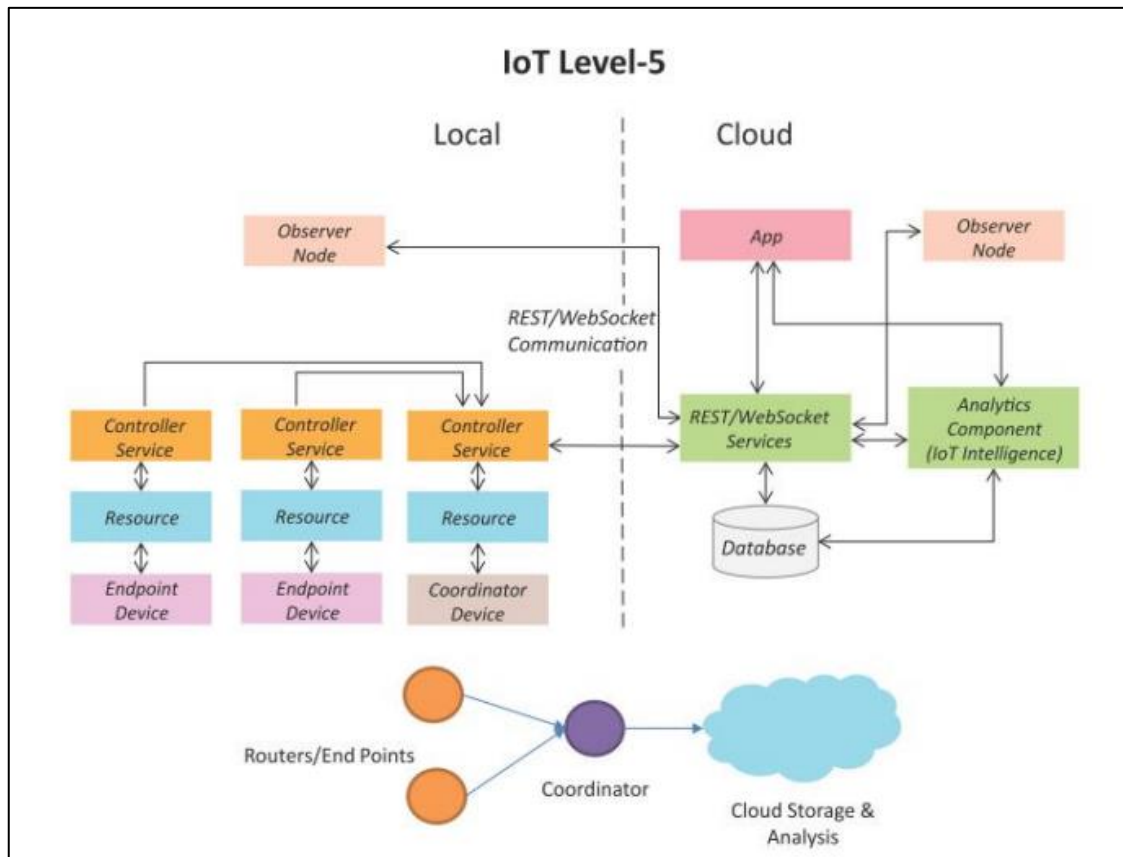 IoT Level-5
Local
Cloud
Observer
Node
App
Observer
Node
REST/WebSocket
Communication
Controller
Service
Controller
Service
Controller
Service
REST/WebSocket
Services
Analytics
Component
(IoT Intelligence)
Resource
Resource
Resource
Database
Endpoint
Device
Endpoint
Device
Coordinator
Device
Routers/End Points
Coordinator
Cloud Storage &
Analysis